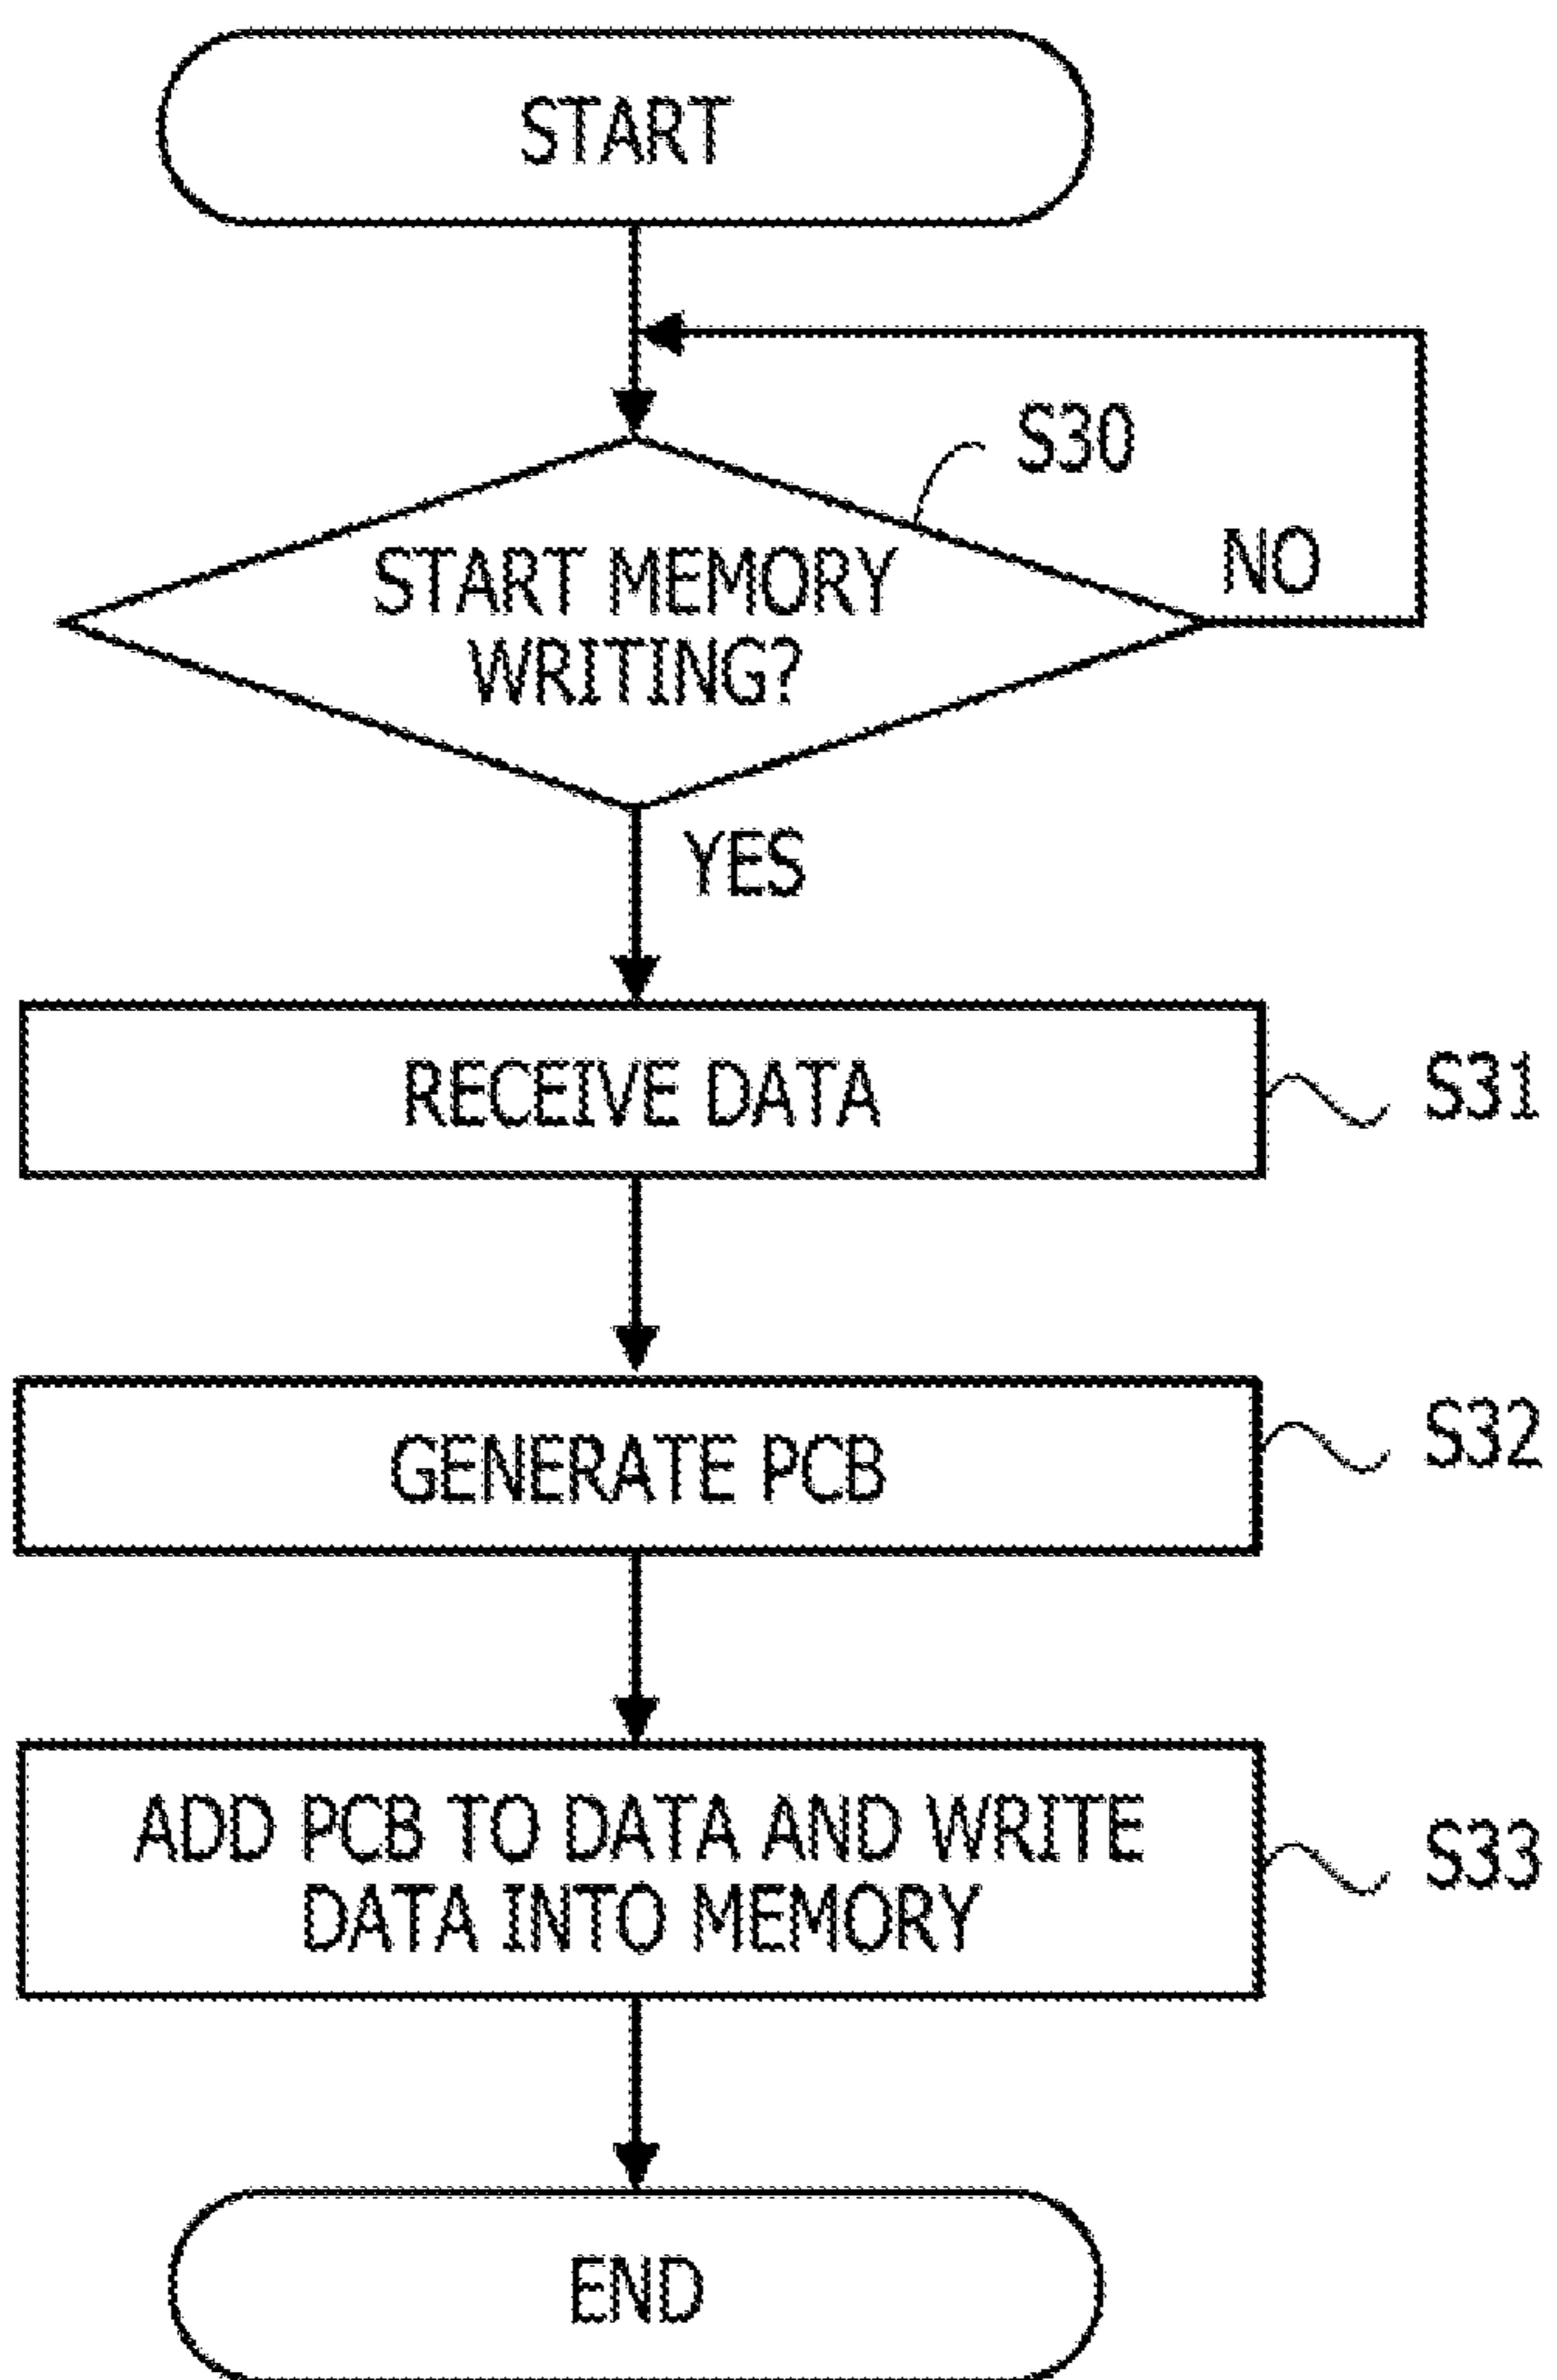 START
S30
NO
START MEMORY
WRITING?
YES
RECEIVE DATA
S31
GENERATE PCB
S32
ADD PCB TO DATA AND WRITE
DATA INTO MEMORY
S33
END